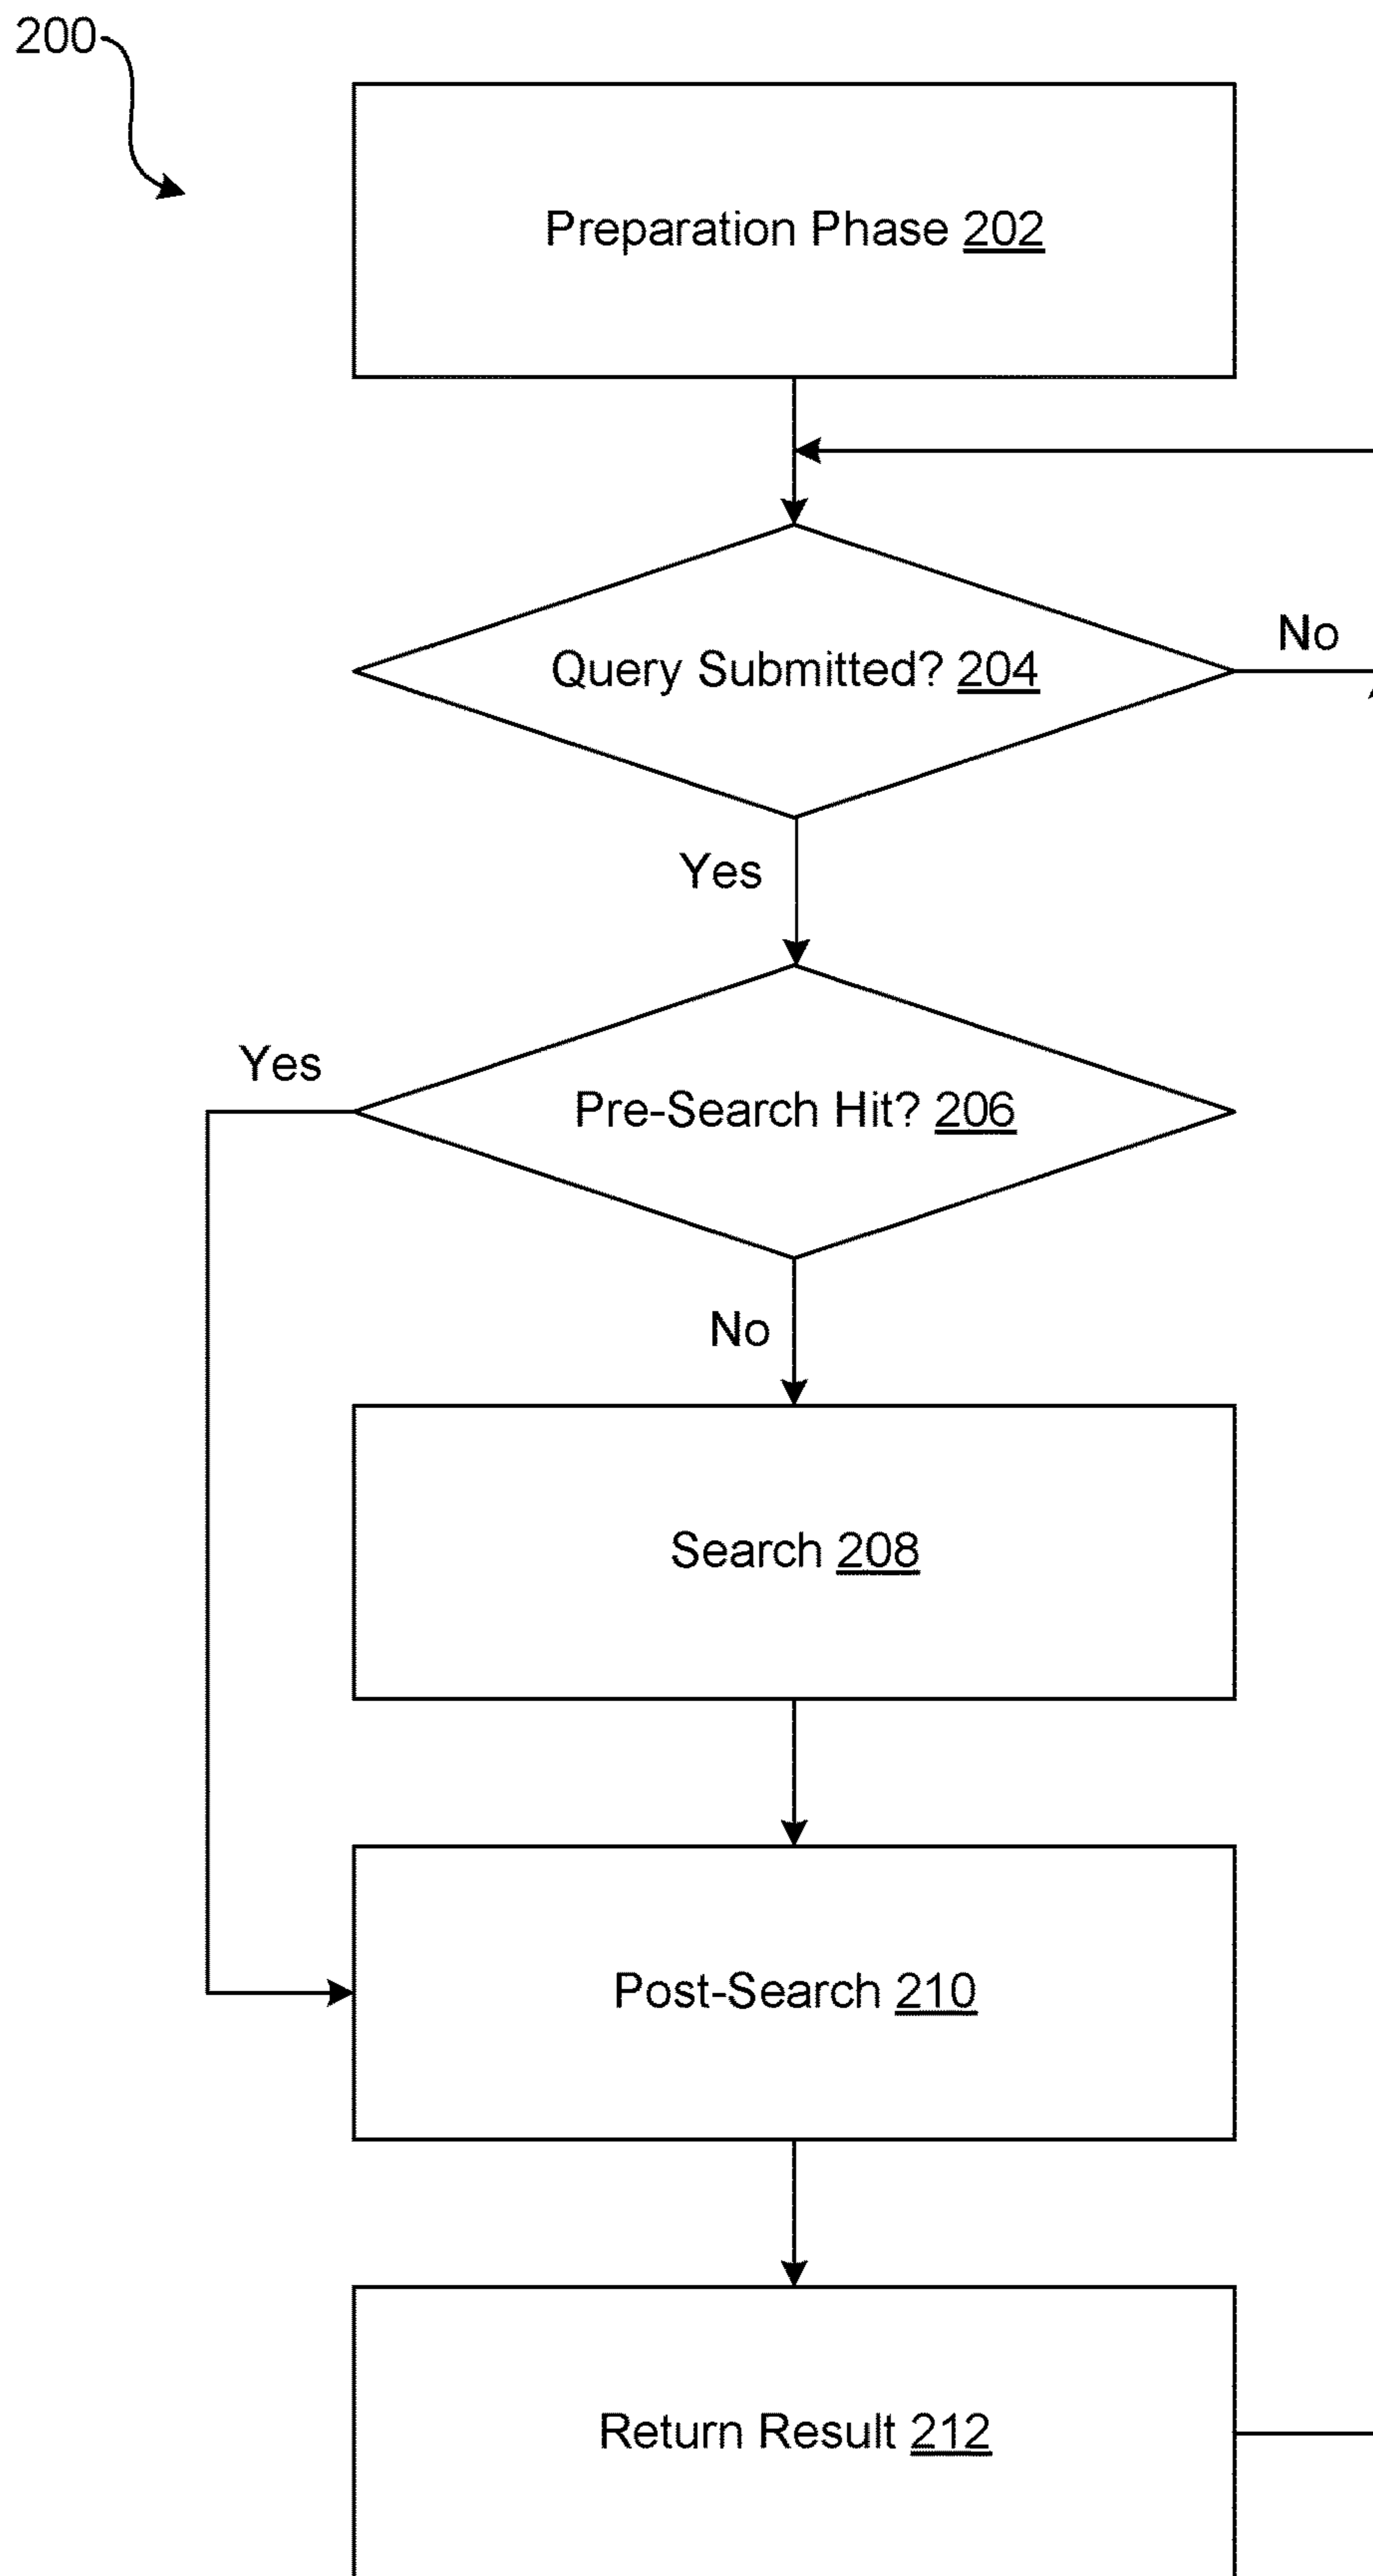 200
Preparation Phase 202
No
Query Submitted? 204
Yes
Yes
Pre-Search Hit? 206
No
Search 208
Post-Search 210
Return Result 212